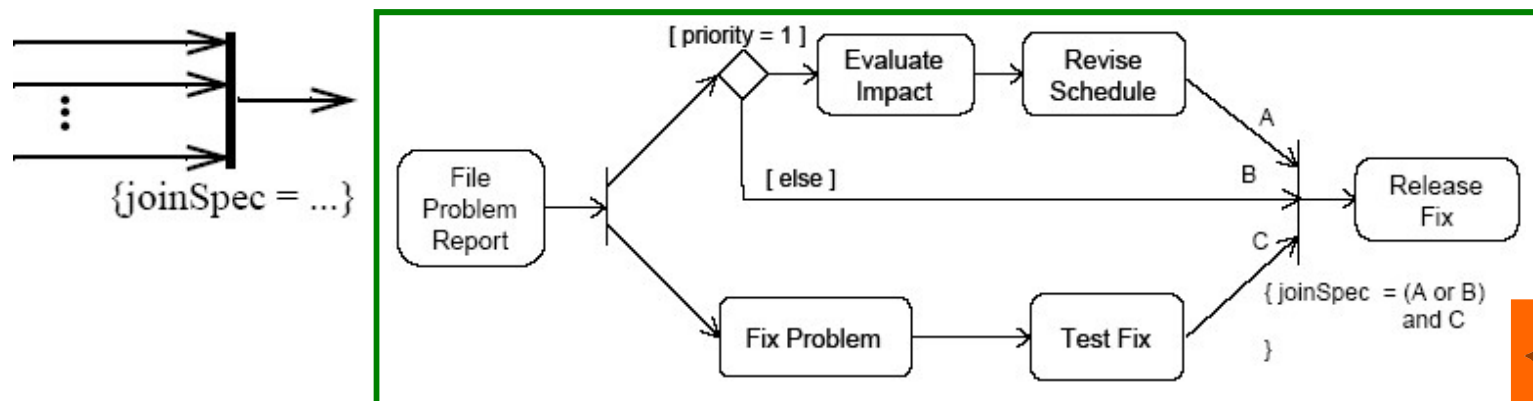 {joinSpec = ...}
[ priority = 1 ]
Evaluate
Impact
Revise
Schedule
A
File
Problem
Report
[ else ]
B
Release
Fix
C
Fix Problem
Test Fix
{ joinSpec = (A or B)
and C
}